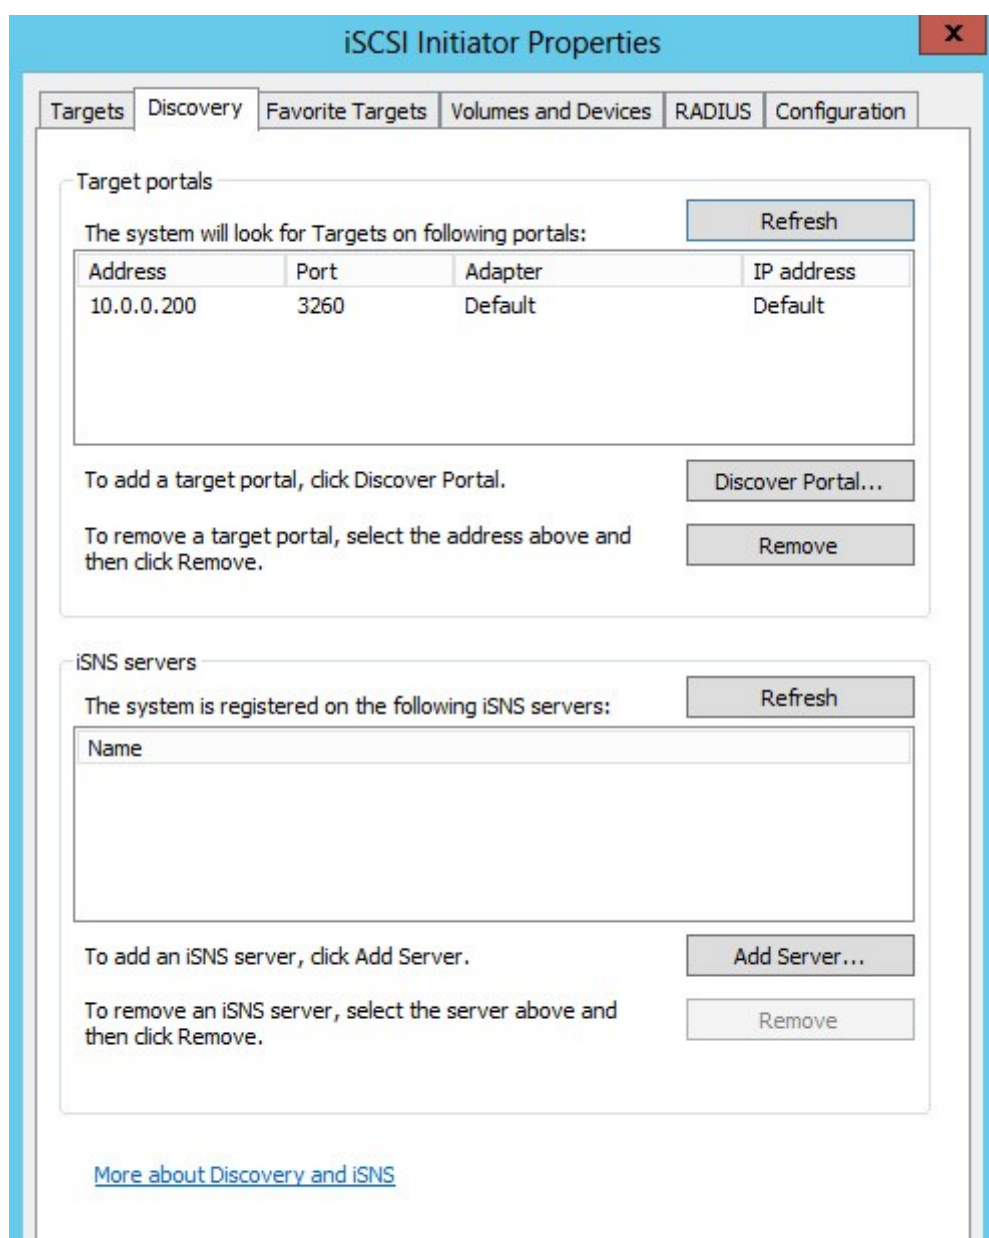 iSCSI Initiator Properties
x
Targets Discovery Favorite Targets Volumes and Devices RADIUS Configuration
Target portals
The system will look for Targets on following portals:
Refresh
Address Port Adapter IP address
10.0.0.200 3260 Default Default
To add a target portal, click Discover Portal.
Discover Portal...
To remove a target portal, select the address above and
then click Remove.
Remove
iSNS servers
The system is registered on the following iSNS servers:
Refresh
Name
To add an iSNS server, click Add Server.
Add Server...
To remove an iSNS server, select the server above and
then click Remove.
Remove
More about Discovery and iSNS